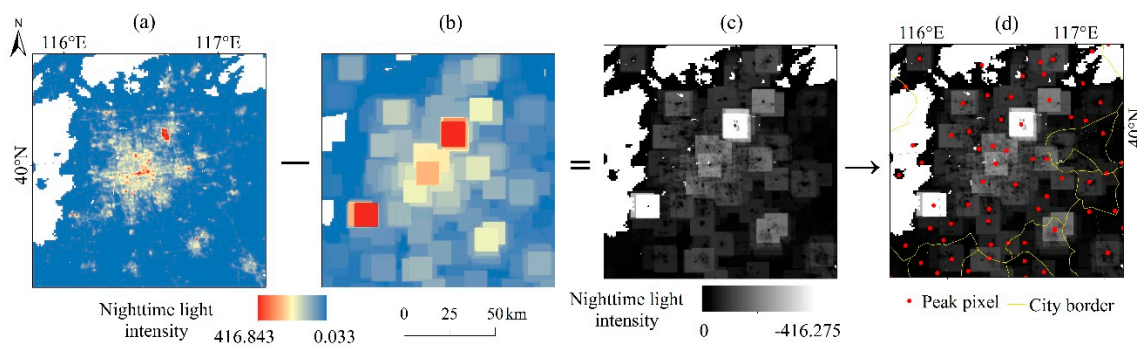 (a) (b) (c) (d)
N
116°E 117°E 116°E 117°E
40°N 40°N
− = →
Nighttime light
intensity
416.843 0.033
0 25 50 km
Nighttime light
intensity
0 -416.275
Peak pixel City border